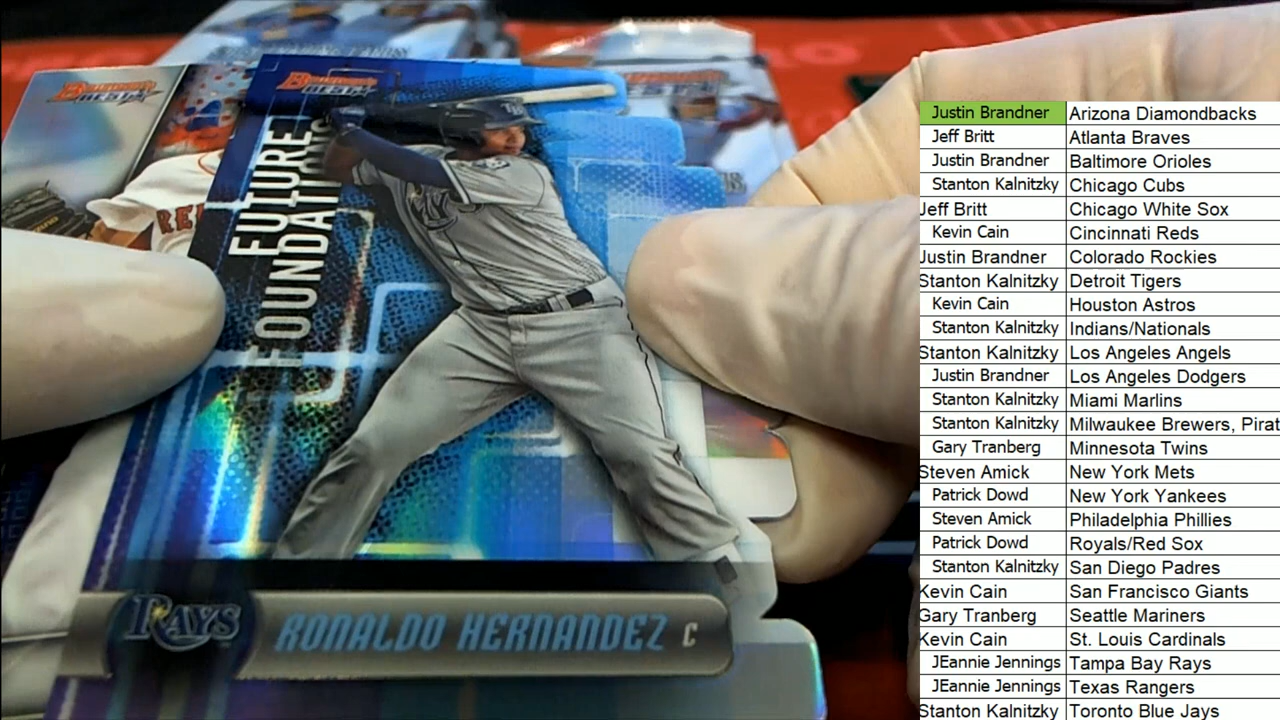 Bowman's
BEST
Bowman's
BEST
FUTURE
FOUNDATIONS
RAYS
RONALDO HERNANDEZ C
Justin Brandner Arizona Diamondbacks
Jeff Britt Atlanta Braves
Justin Brandner Baltimore Orioles
Stanton Kalnitzky Chicago Cubs
Jeff Britt Chicago White Sox
Kevin Cain Cincinnati Reds
Justin Brandner Colorado Rockies
Stanton Kalnitzky Detroit Tigers
Kevin Cain Houston Astros
Stanton Kalnitzky Indians/Nationals
Stanton Kalnitzky Los Angeles Angels
Justin Brandner Los Angeles Dodgers
Stanton Kalnitzky Miami Marlins
Stanton Kalnitzky Milwaukee Brewers, Pirat
Gary Tranberg Minnesota Twins
Steven Amick New York Mets
Patrick Dowd New York Yankees
Steven Amick Philadelphia Phillies
Patrick Dowd Royals/Red Sox
Stanton Kalnitzky San Diego Padres
Kevin Cain San Francisco Giants
Gary Tranberg Seattle Mariners
Kevin Cain St. Louis Cardinals
JEannie Jennings Tampa Bay Rays
JEannie Jennings Texas Rangers
Stanton Kalnitzky Toronto Blue Jays